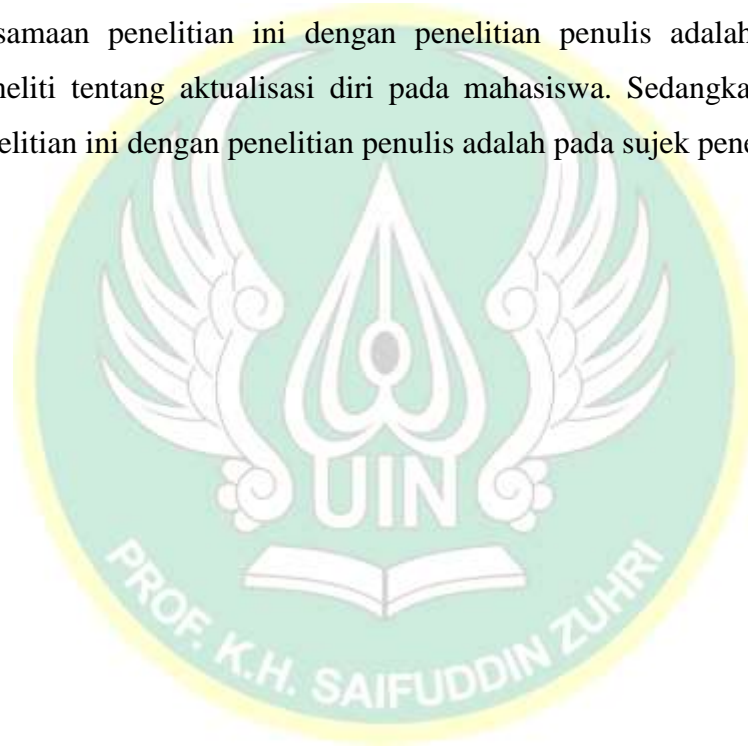 samaan penelitian ini dengan penelitian penulis adalah
neliti tentang aktualisasi diri pada mahasiswa. Sedangka
elitian ini dengan penelitian penulis adalah pada sujek pene
UIN
PROF. K.H. SAIFUDDIN ZUHRI